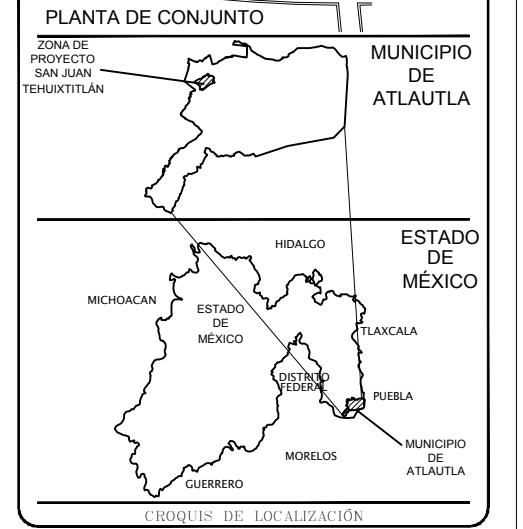 PLANTA DE CONJUNTO
ZONA DE
PROYECTO
SAN JUAN
TEHUIXTITLÁN
MUNICIPIO
DE
ATLAUTLA
ESTADO
DE
MÉXICO
HIDALGO
MICHOACAN
ESTADO
DE
MÉXICO
TLAXCALA
DISTRITO
FEDERAL
PUEBLA
MUNICIPIO
DE
ATLAUTLA
MORELOS
GUERRERO
CROQUIS DE LOCALIZACIÓN